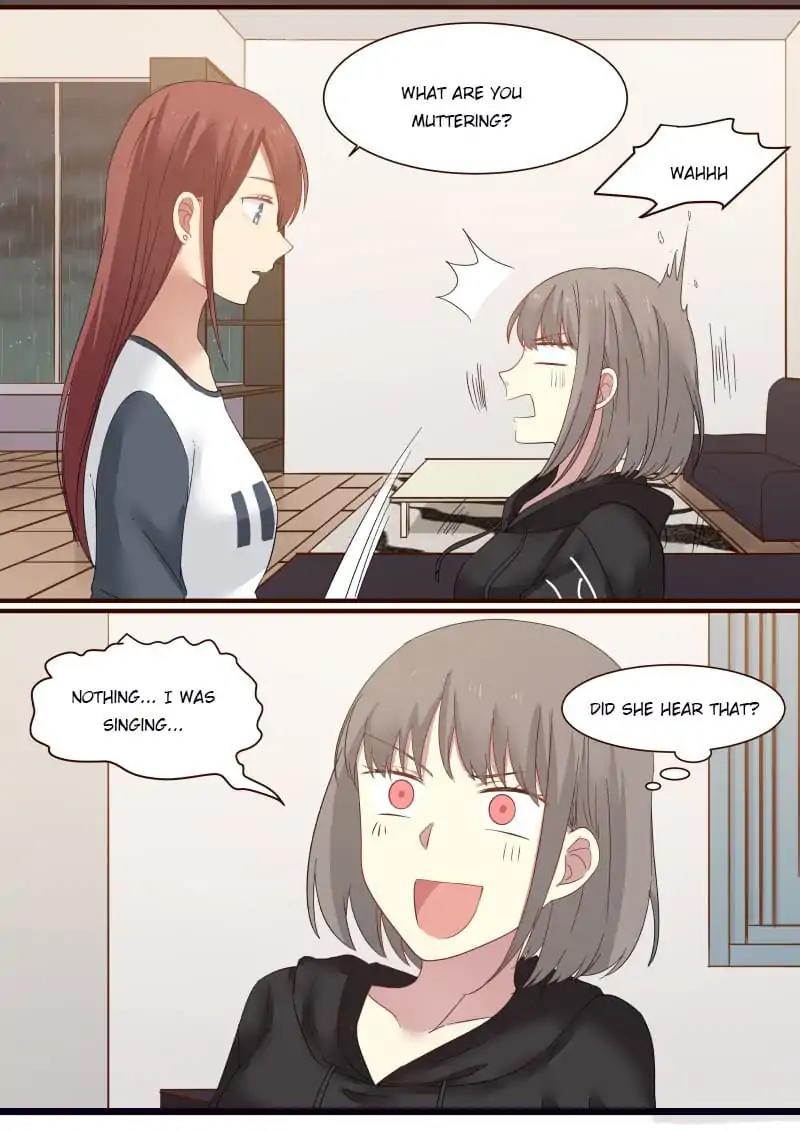 WHAT ARE YOU
MUTTERING?
WAHHH
NOTHING... I WAS
SINGING...
DID SHE HEAR THAT?